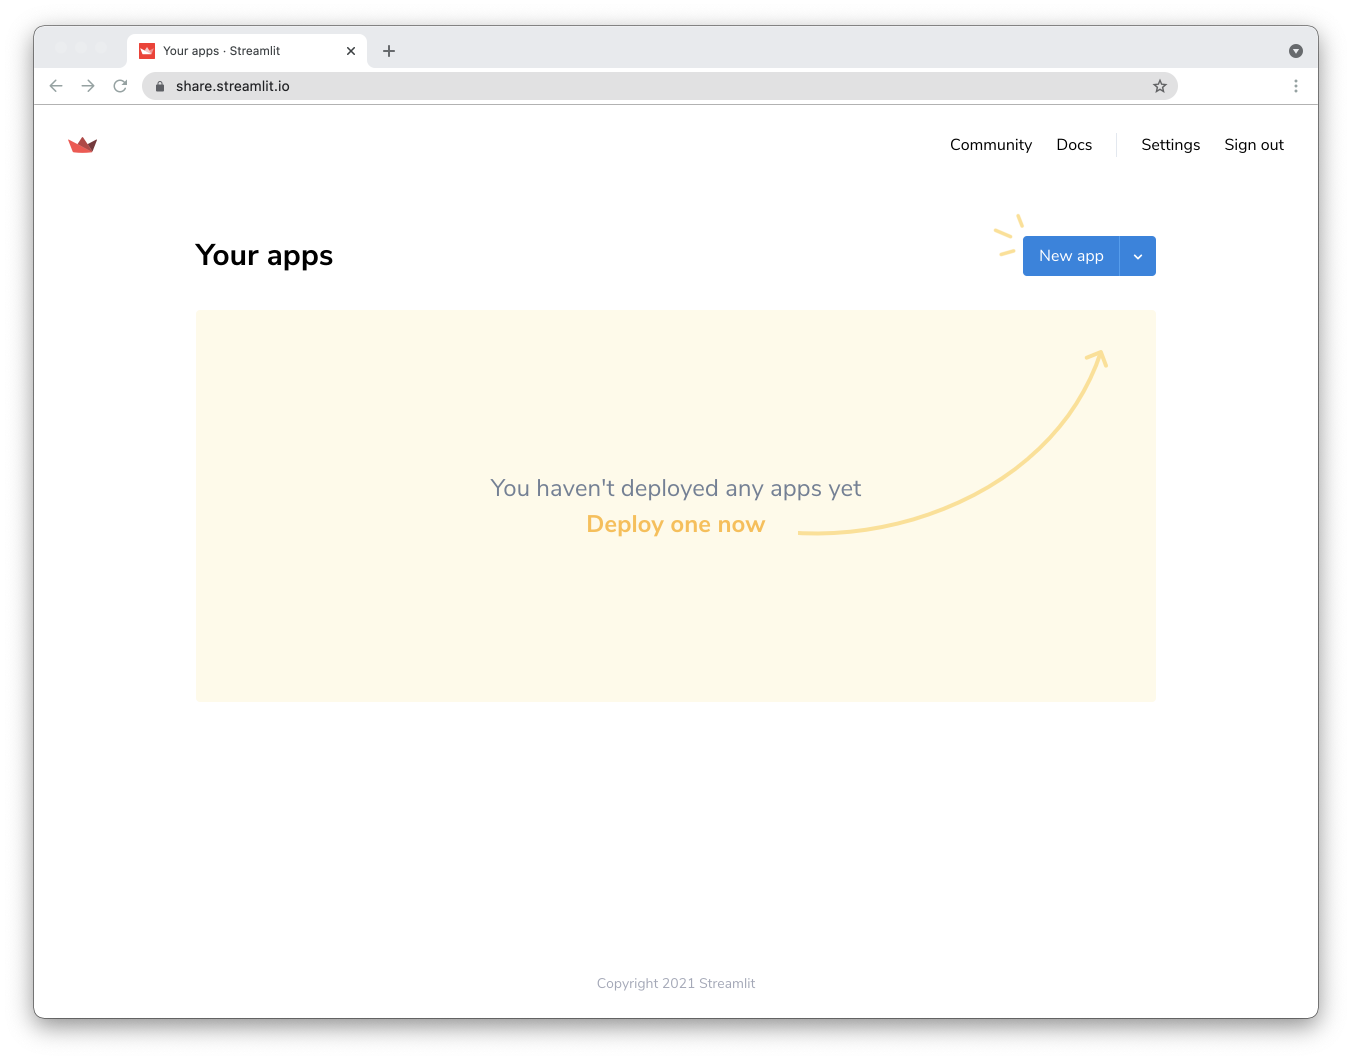 Your apps · Streamlit
share.streamlit.io
Community Docs Settings Sign out
Your apps
New app
You haven't deployed any apps yet
Deploy one now
Copyright 2021 Streamlit